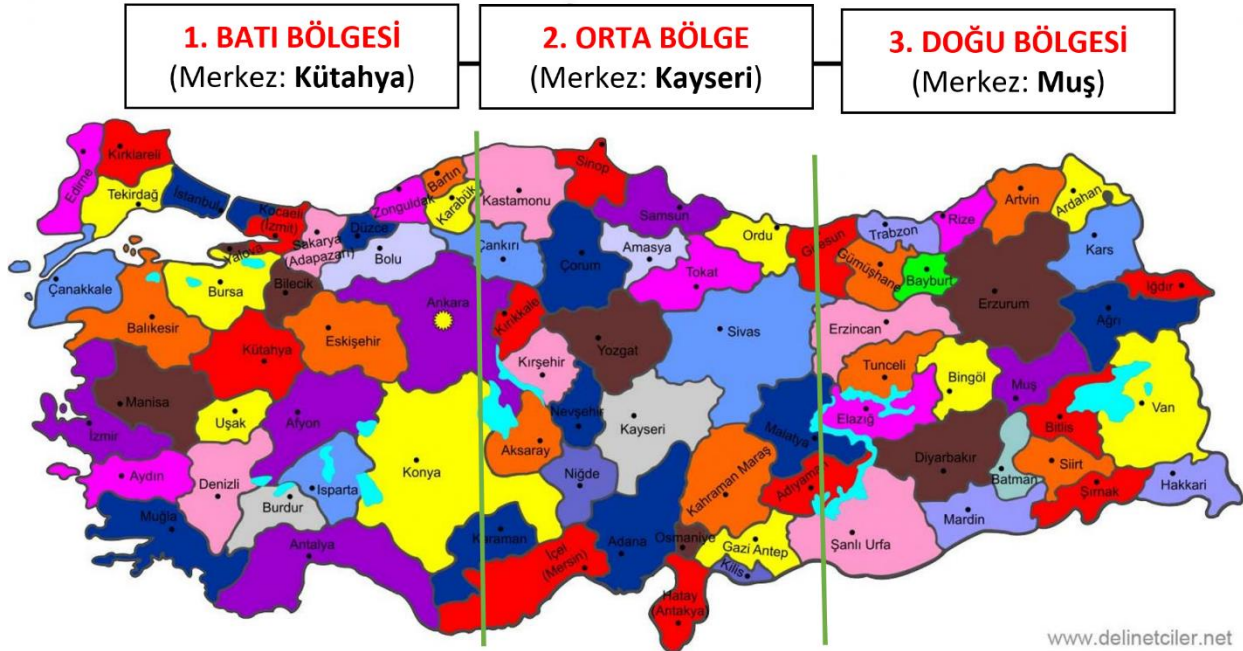 1. BATI BÖLGESİ
(Merkez: Kütahya)
2. ORTA BÖLGE
(Merkez: Kayseri)
3. DOĞU BÖLGESİ
(Merkez: Muş)
Edirne
Kırklareli
Tekirdağ
İstanbul
Kocaeli
(İzmit)
Yalova
Sakarya
(Adapazarı)
Düzce
Zonguldak
Bartın
Karabük
Bolu
Çanakkale
Balıkesir
Bursa
Bilecik
Eskişehir
Ankara
Kütahya
Manisa
Uşak
Afyon
İzmir
Aydın
Denizli
Burdur
Isparta
Konya
Muğla
Antalya
Kastamonu
Sinop
Samsun
Çankırı
Çorum
Amasya
Ordu
Tokat
Kırıkkale
Yozgat
Sivas
Kırşehir
Nevşehir
Kayseri
Aksaray
Niğde
Malatya
Kahraman Maraş
Adıyaman
Karaman
İçel
(Mersin)
Adana
Osmaniye
Gazi Antep
Kilis
Hatay
(Antakya)
Giresun
Trabzon
Rize
Artvin
Ardahan
Kars
Gümüşhane
Bayburt
Erzurum
Iğdır
Ağrı
Erzincan
Tunceli
Bingöl
Muş
Elazığ
Bitlis
Van
Diyarbakır
Batman
Siirt
Şırnak
Hakkari
Mardin
Şanlı Urfa
www.delinetciler.net